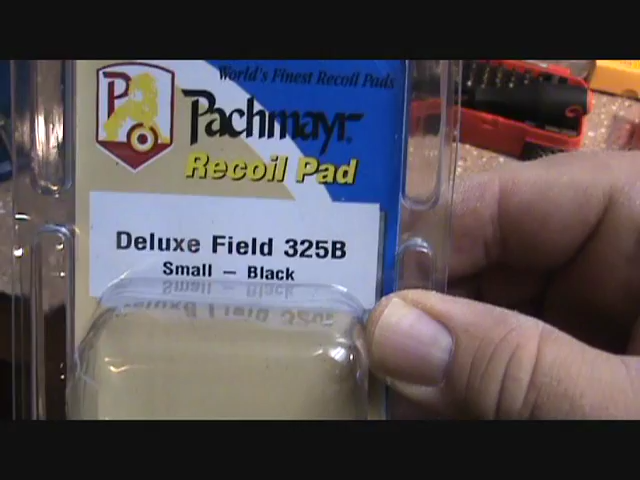 World's Finest Recoil Pads
P
Pachmayr
Recoil Pad
Deluxe Field 325B
Small – Black